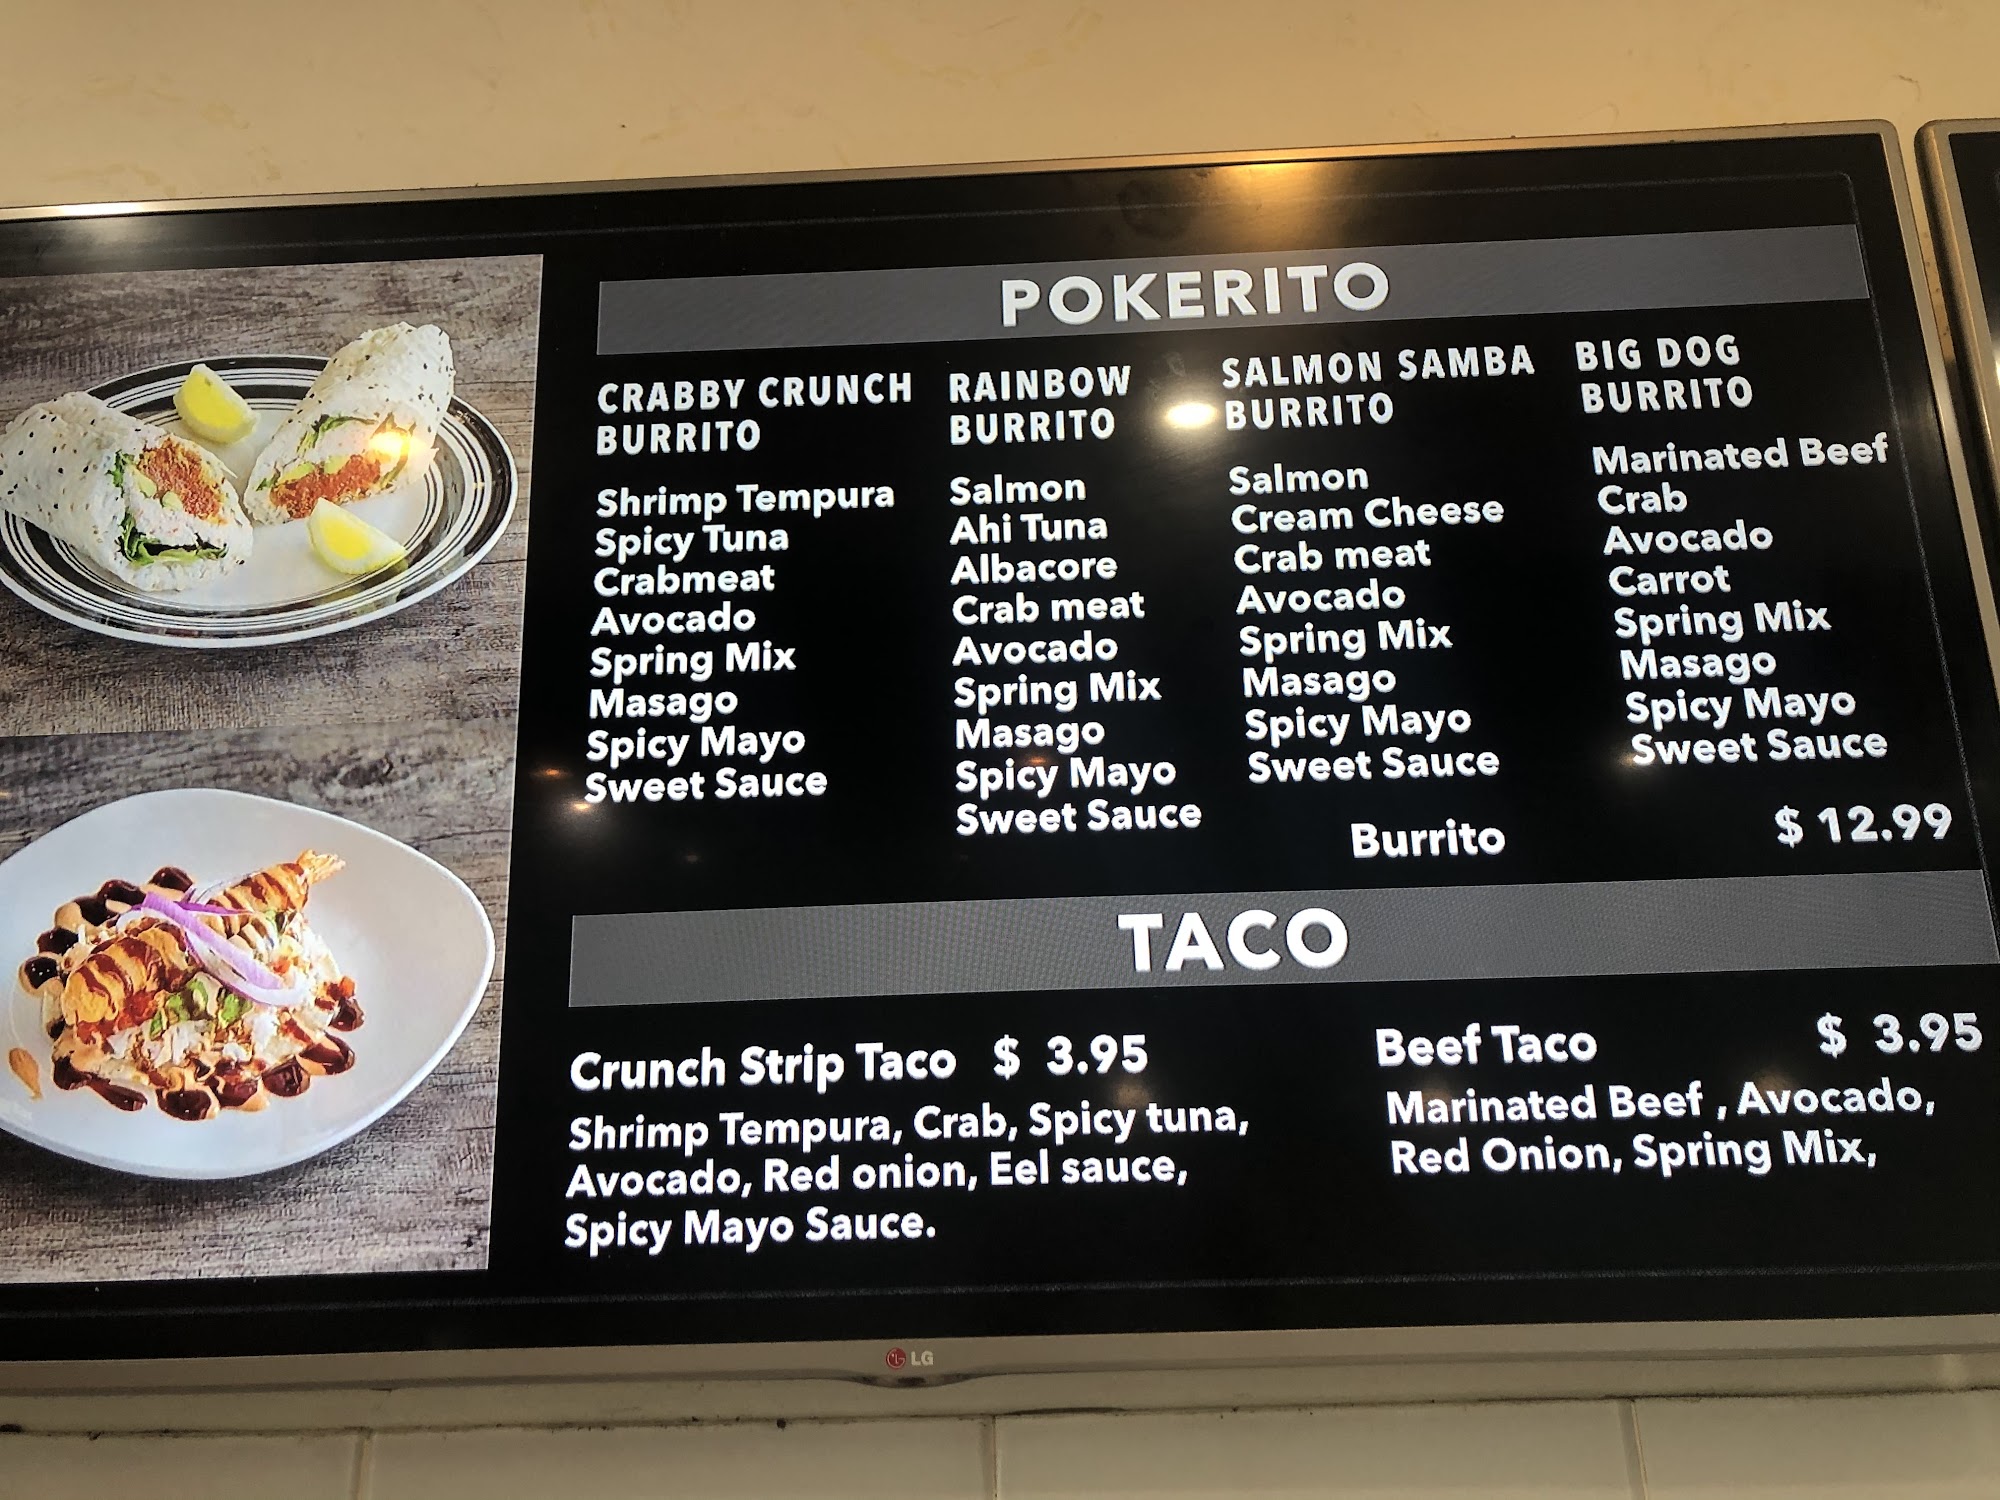 POKERITO
CRABBY CRUNCH
BURRITO
Shrimp Tempura
Spicy Tuna
Crabmeat
Avocado
Spring Mix
Masago
Spicy Mayo
Sweet Sauce
RAINBOW
BURRITO
Salmon
Ahi Tuna
Albacore
Crab meat
Avocado
Spring Mix
Masago
Spicy Mayo
Sweet Sauce
SALMON SAMBA
BURRITO
Salmon
Cream Cheese
Crab meat
Avocado
Spring Mix
Masago
Spicy Mayo
Sweet Sauce
BIG DOG
BURRITO
Marinated Beef
Crab
Avocado
Carrot
Spring Mix
Masago
Spicy Mayo
Sweet Sauce
Burrito $ 12.99
TACO
Crunch Strip Taco $ 3.95
Shrimp Tempura, Crab, Spicy tuna,
Avocado, Red onion, Eel sauce,
Spicy Mayo Sauce.
Beef Taco $ 3.95
Marinated Beef , Avocado,
Red Onion, Spring Mix,
LG